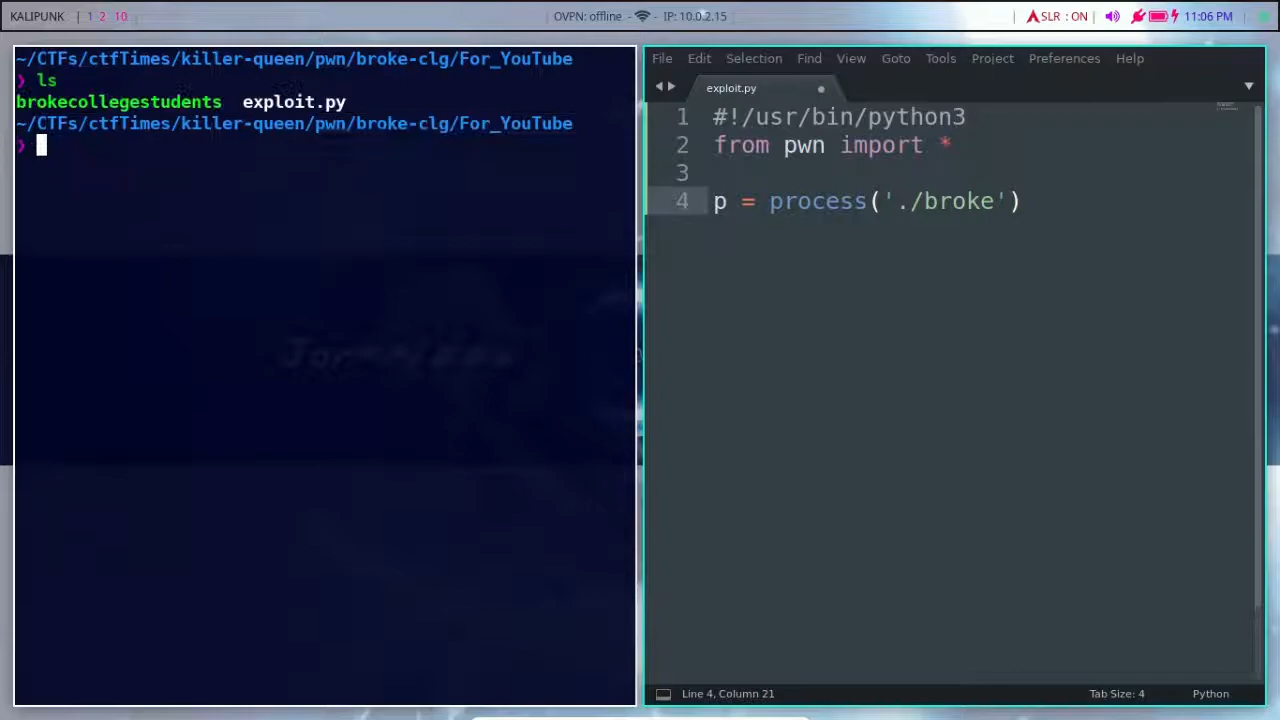 KALIPUNK | 1 2 10
| OVPN: offline - IP: 10.0.2.15
| SLR : ON | 11:06 PM |
~/CTFs/ctfTimes/killer-queen/pwn/broke-clg/For_YouTube
❯ ls
brokecollegestudents exploit.py
~/CTFs/ctfTimes/killer-queen/pwn/broke-clg/For_YouTube
❯
File Edit Selection Find View Goto Tools Project Preferences Help
exploit.py
1 #!/usr/bin/python3
2 from pwn import *
3
4 p = process('./broke')
Line 4, Column 21
Tab Size: 4
Python